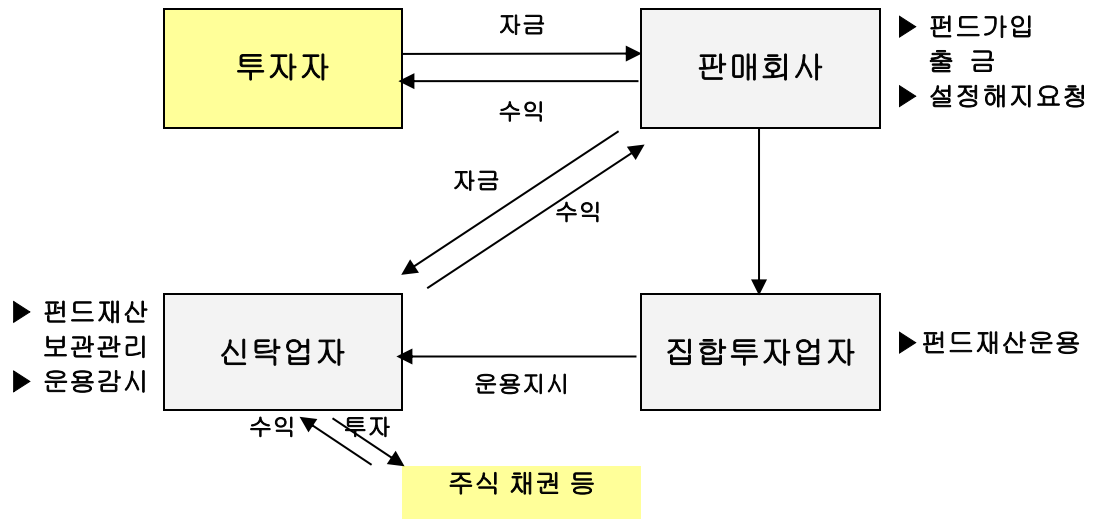 자금
투자자
판매회사
▶ 펀드가입
출 금
▶ 설정해지요청
수익
자금
수익
▶ 펀드재산
보관관리
▶ 운용감시
신탁업자
집합투자업자
▶펀드재산운용
운용지시
수익
투자
주식 채권 등